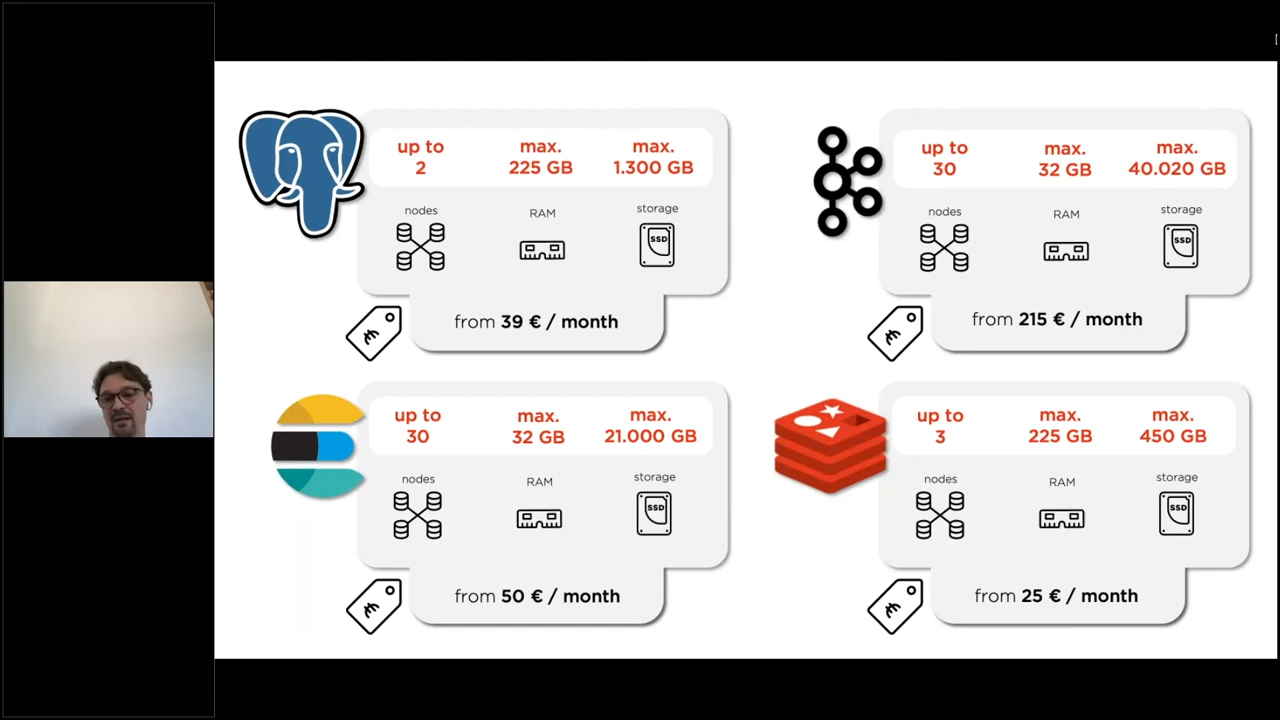 up to
2
max.
225 GB
max.
1.300 GB
nodes
RAM
storage
SSD
from 39 € / month
€
up to
30
max.
32 GB
max.
40.020 GB
nodes
RAM
storage
SSD
from 215 € / month
€
up to
30
max.
32 GB
max.
21.000 GB
nodes
RAM
storage
SSD
from 50 € / month
€
up to
3
max.
225 GB
max.
450 GB
nodes
RAM
storage
SSD
from 25 € / month
€